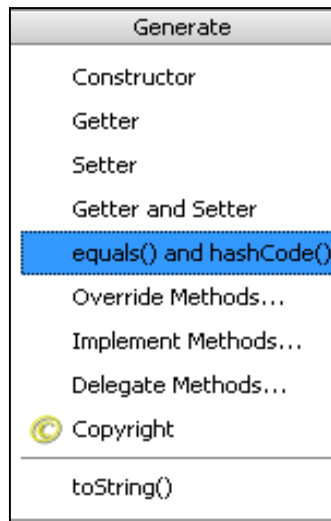 Generate
Constructor
Getter
Setter
Getter and Setter
equals() and hashCode()
Override Methods...
Implement Methods...
Delegate Methods...
© Copyright
toString()